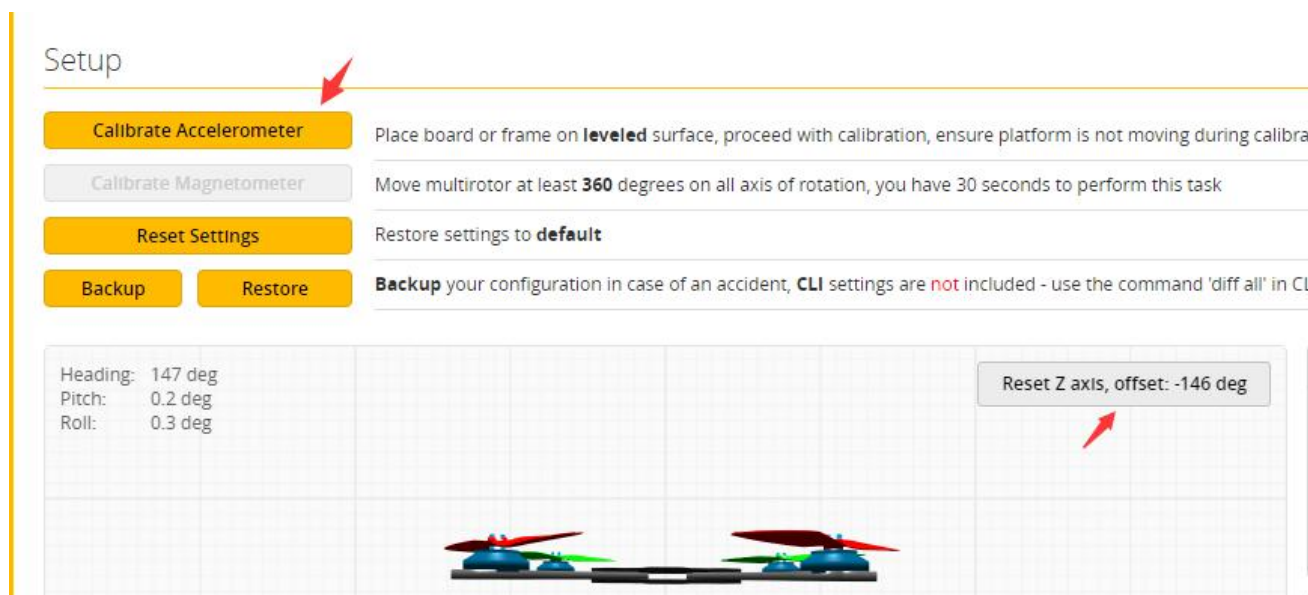 Setup
Calibrate Accelerometer
Place board or frame on leveled surface, proceed with calibration, ensure platform is not moving during calibra
Calibrate Magnetometer
Move multirotor at least 360 degrees on all axis of rotation, you have 30 seconds to perform this task
Reset Settings
Restore settings to default
Backup
Restore
Backup your configuration in case of an accident, CLI settings are not included - use the command 'diff all' in CL
Heading: 147 deg
Pitch: 0.2 deg
Roll: 0.3 deg
Reset Z axis, offset: -146 deg